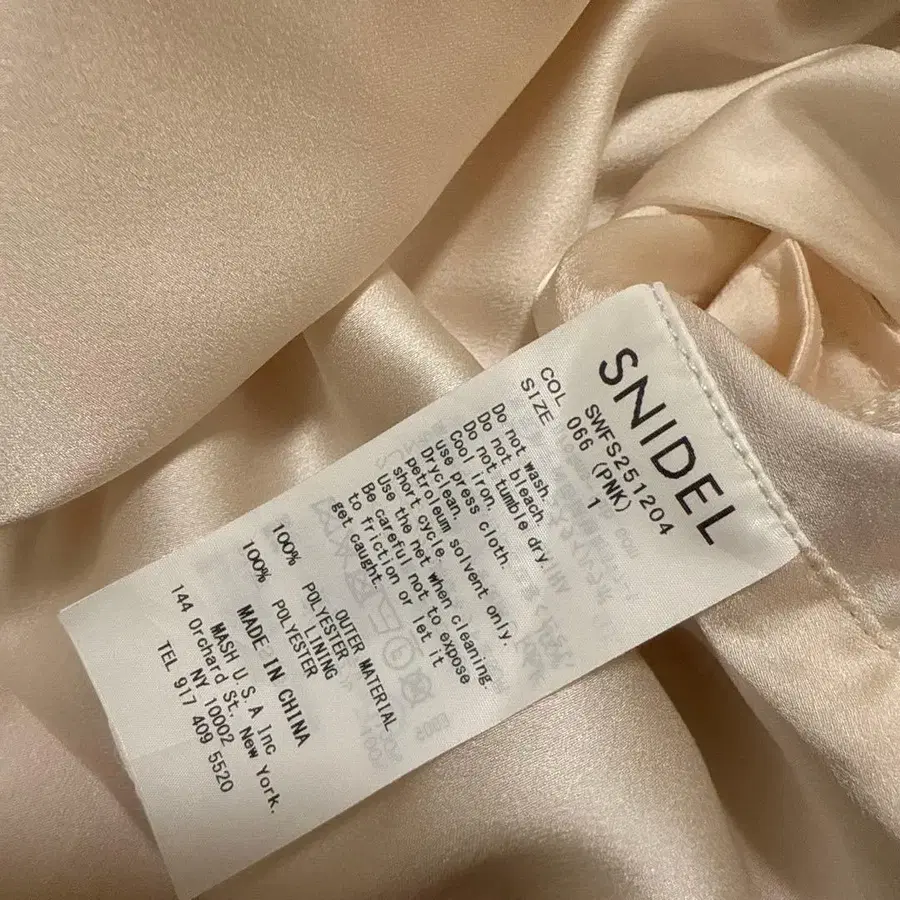 SNIDEL
SWFS251204
COL 066 (PNK)
SIZE 1
Do not wash.
Do not bleach.
Do not tumble dry.
Cool iron,
use press cloth.
Dryclean,
petroleum solvent only.
short cycle.
Use the net when cleaning.
Be careful not to expose
to friction or let it
get caught.
OUTER MATERIAL
100% POLYESTER
LINING
100% POLYESTER
MADE IN CHINA
MASH U.S.A Inc
144 Orchard St, New York,
NY 10002
TEL 917 409 5520